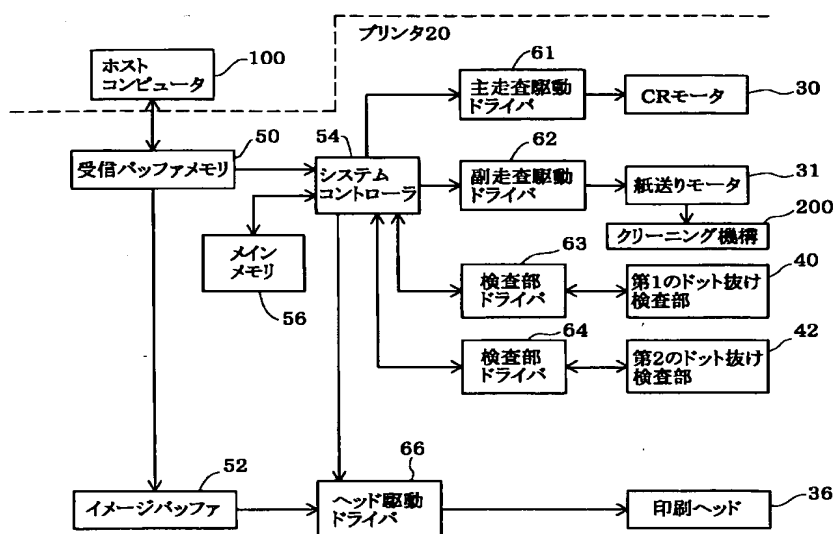 プリンタ20
ホスト
コンピュータ
100
61
主走査駆動
ドライバ
CRモータ
30
受信バッファメモリ
50
54
システム
コントローラ
62
副走査駆動
ドライバ
紙送りモータ
31
クリーニング機構
200
メイン
メモリ
56
63
検査部
ドライバ
第1のドット抜け
検査部
40
64
検査部
ドライバ
第2のドット抜け
検査部
42
イメージバッファ
52
66
ヘッド駆動
ドライバ
印刷ヘッド
36